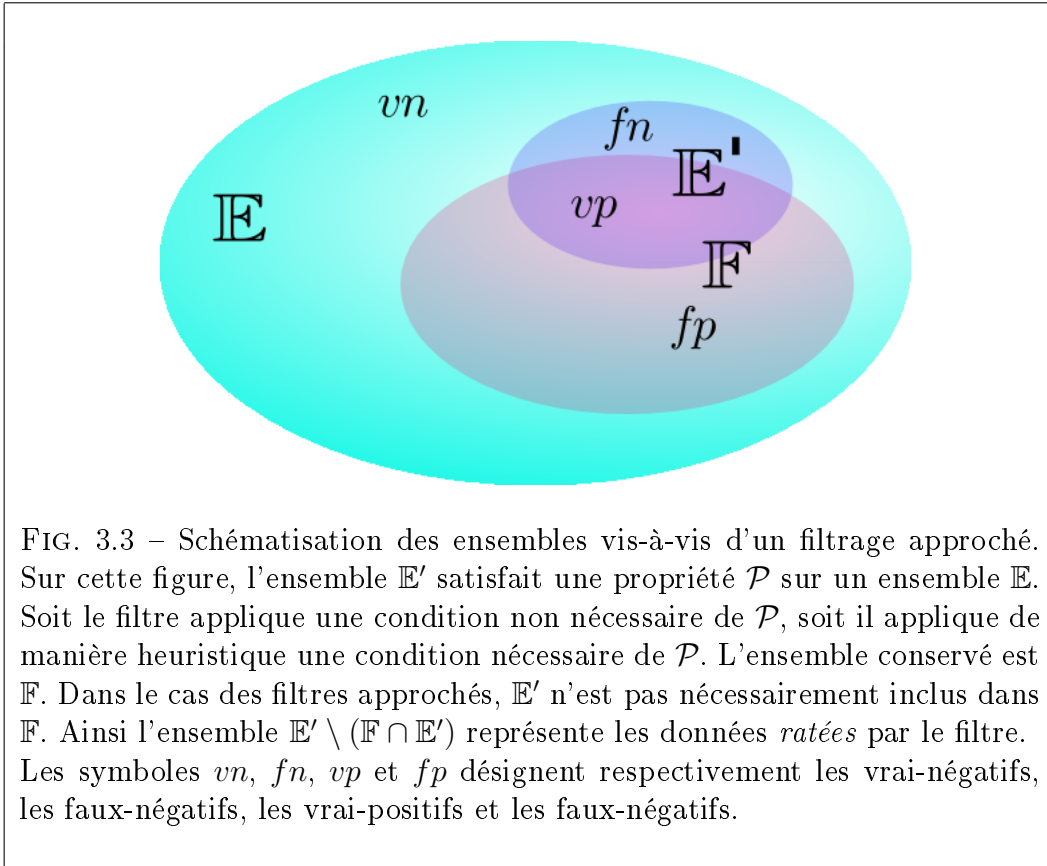 vn
fn
𝔼'
𝔼
vp
𝔽
fp
FIG. 3.3 – Schématisation des ensembles vis-à-vis d'un filtrage approché.
Sur cette figure, l'ensemble 𝔼′ satisfait une propriété 𝒫 sur un ensemble 𝔼.
Soit le filtre applique une condition non nécessaire de 𝒫, soit il applique de
manière heuristique une condition nécessaire de 𝒫. L'ensemble conservé est
𝔽. Dans le cas des filtres approchés, 𝔼′ n'est pas nécessairement inclus dans
𝔽. Ainsi l'ensemble 𝔼′ \ (𝔽 ∩ 𝔼′) représente les données ratées par le filtre.
Les symboles vn, fn, vp et fp désignent respectivement les vrai-négatifs,
les faux-négatifs, les vrai-positifs et les faux-négatifs.